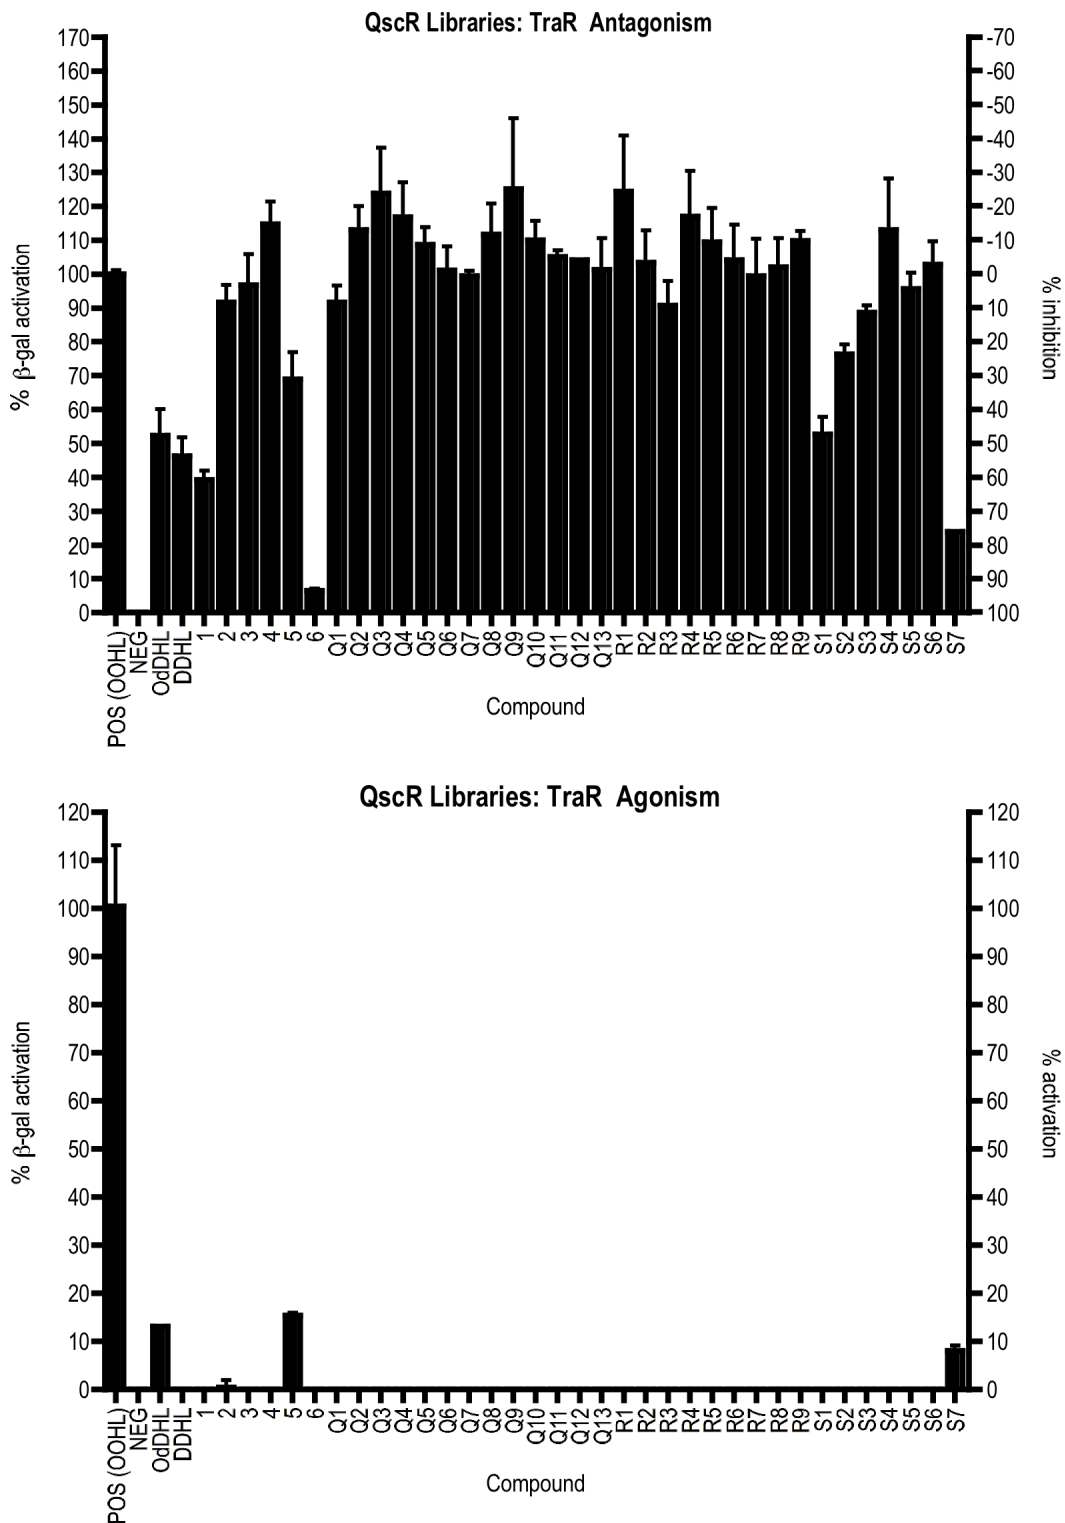 QscR Libraries: TraR Antagonism
170
160
150
140
130
120
110
100
90
80
70
60
50
40
30
20
10
0
% β-gal activation
-70
-60
-50
-40
-30
-20
-10
0
10
20
30
40
50
60
70
80
90
100
% inhibition
POS (OOHL)
NEG
OdDHL
DDHL
1
2
3
4
5
6
Q1
Q2
Q3
Q4
Q5
Q6
Q7
Q8
Q9
Q10
Q11
Q12
Q13
R1
R2
R3
R4
R5
R6
R7
R8
R9
S1
S2
S3
S4
S5
S6
S7
Compound
QscR Libraries: TraR Agonism
120
110
100
90
80
70
60
50
40
30
20
10
0
% β-gal activation
120
110
100
90
80
70
60
50
40
30
20
10
0
% activation
POS (OOHL)
NEG
OdDHL
DDHL
1
2
3
4
5
6
Q1
Q2
Q3
Q4
Q5
Q6
Q7
Q8
Q9
Q10
Q11
Q12
Q13
R1
R2
R3
R4
R5
R6
R7
R8
R9
S1
S2
S3
S4
S5
S6
S7
Compound